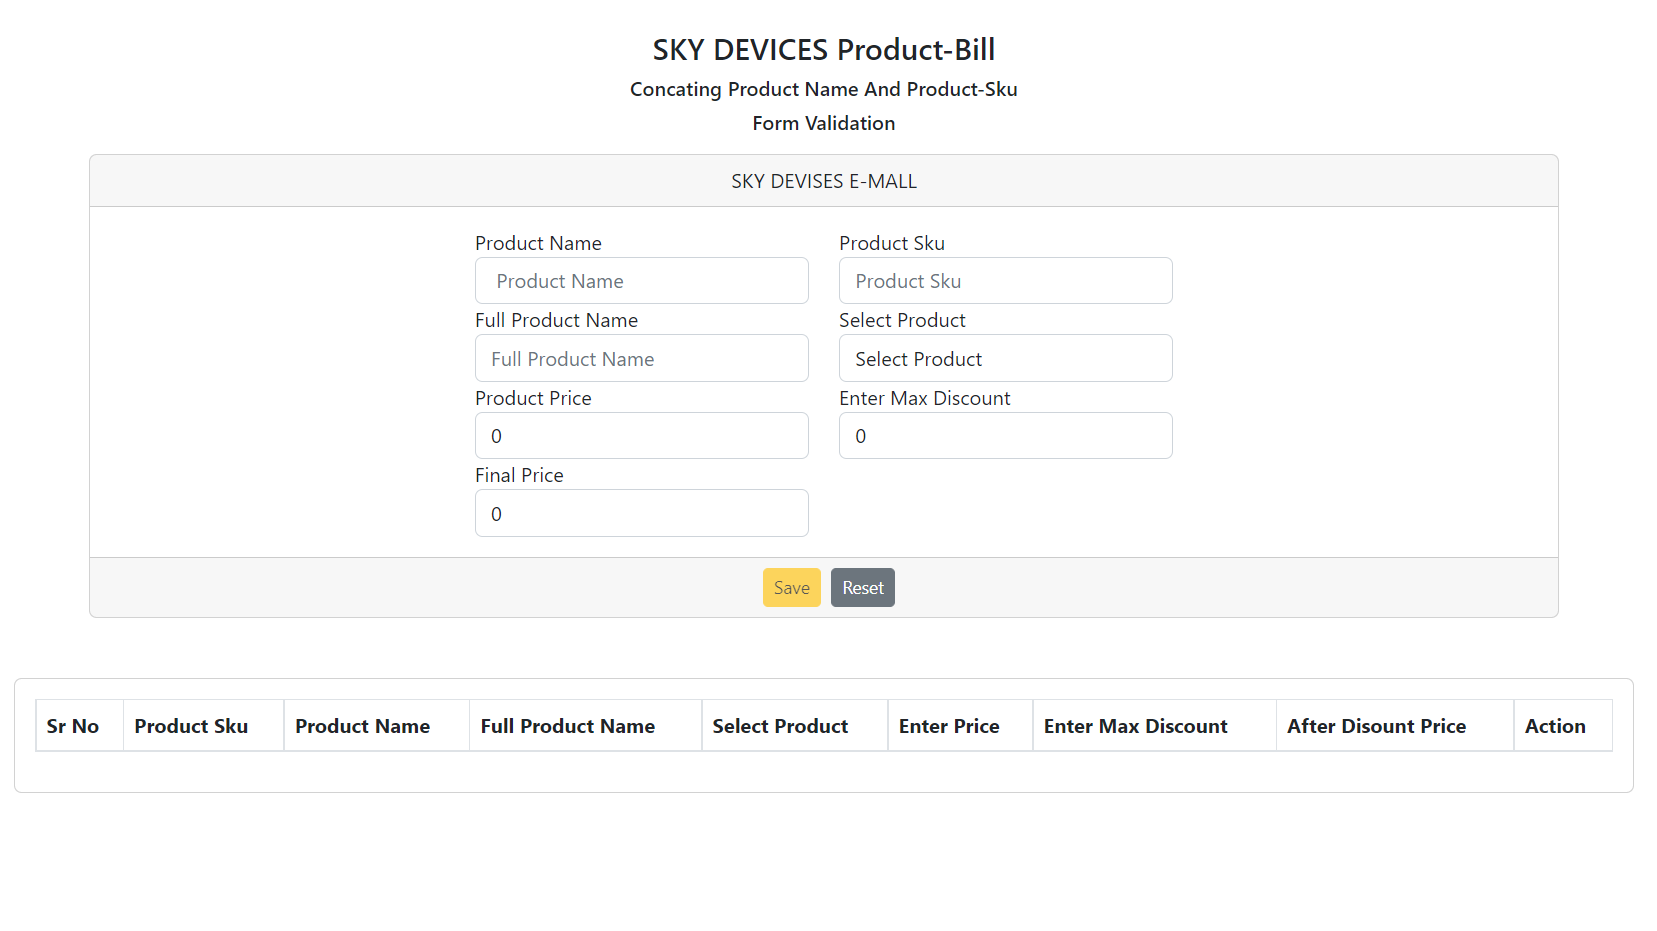 SKY DEVICES Product-Bill
Concating Product Name And Product-Sku
Form Validation
SKY DEVISES E-MALL
Product Name Product Sku
Product Name Product Sku
Full Product Name Select Product
Full Product Name Select Product
Product Price Enter Max Discount
0 0
Final Price
0
Save Reset
Sr No Product Sku Product Name Full Product Name Select Product Enter Price Enter Max Discount After Disount Price Action